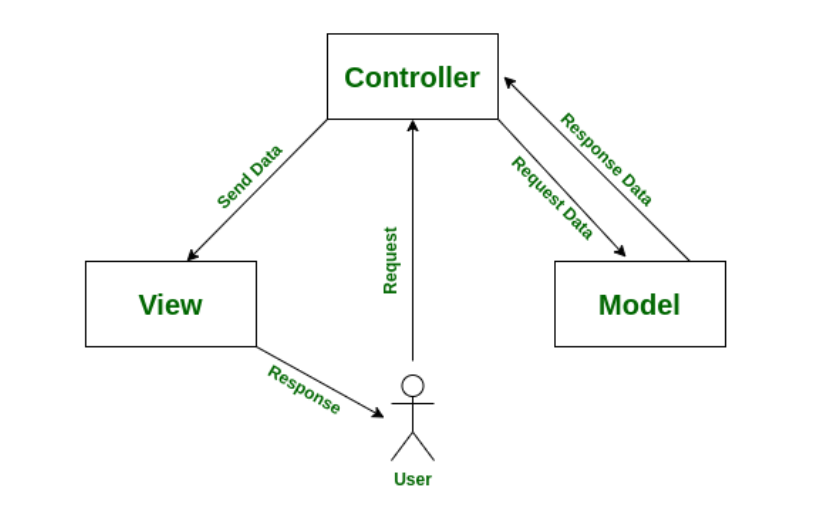 Controller
Send Data
Request
Request Data
Response Data
View
Model
Response
User